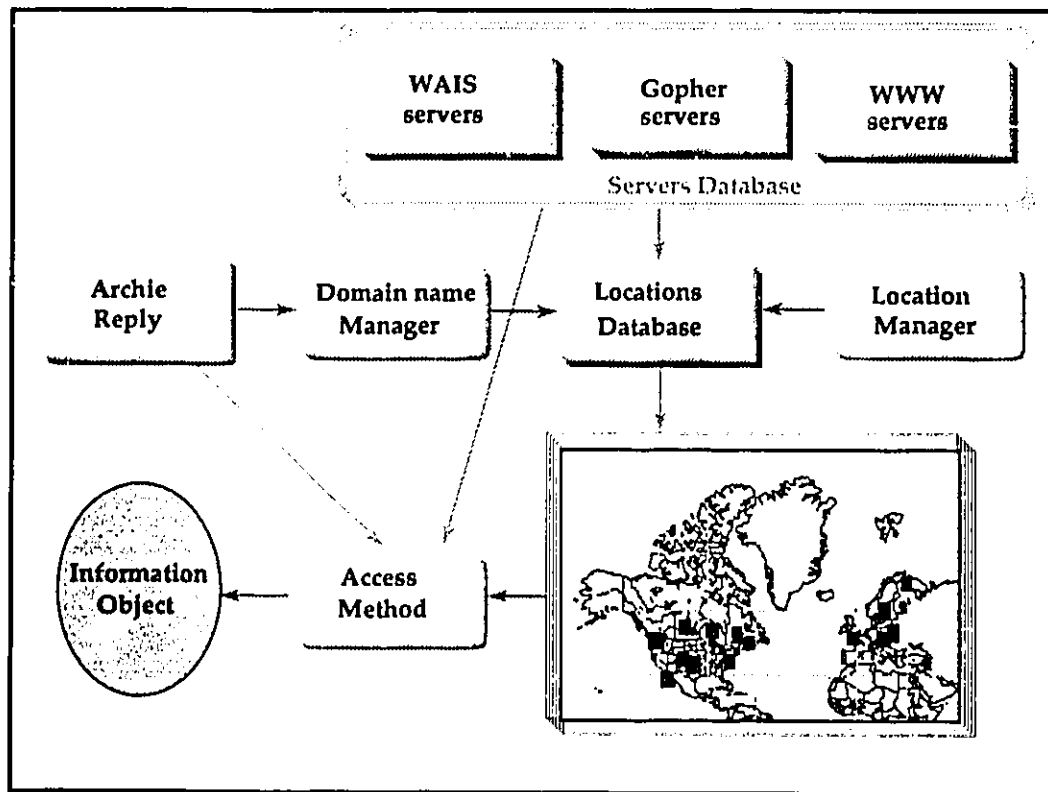 WAIS
servers
Gopher
servers
WWW
servers
Servers Database
Archie
Reply
Domain name
Manager
Locations
Database
Location
Manager
Information
Object
Access
Method